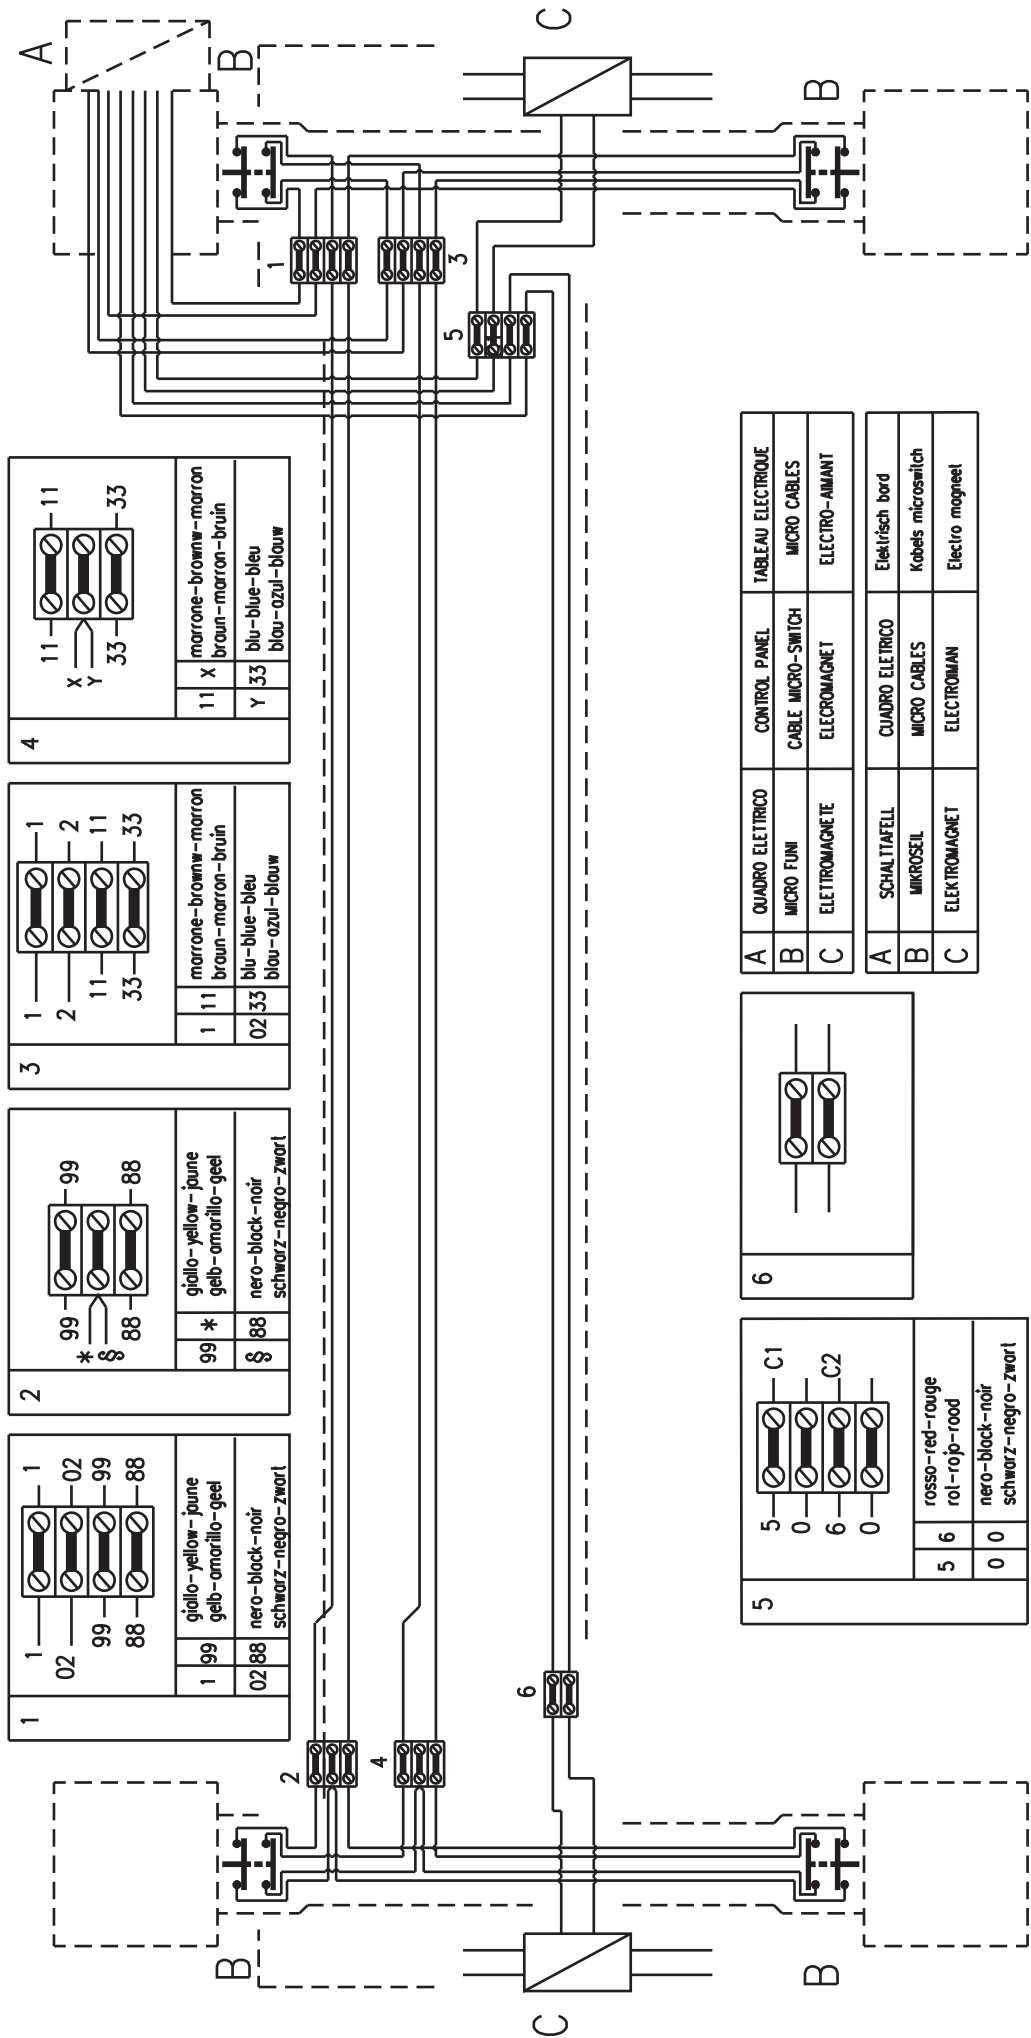 1
1 1
02 02
99 99
88 88
1 99 giallo-yellow-jaune
gelb-amarillo-geel
02 88 nero-black-noir
schwarz-negro-zwart
2
99 99
*
§
88 88
99 * giallo-yellow-jaune
gelb-amarillo-geel
§ 88 nero-black-noir
schwarz-negro-zwart
3
1 1
2 2
11 11
33 33
1 11 marrone-brownw-marron
braun-marron-bruin
02 33 blu-blue-bleu
blau-azul-blauw
4
11 11
X
Y
33 33
11 X marrone-brownw-marron
braun-marron-bruin
Y 33 blu-blue-bleu
blau-azul-blauw
A
B
B
1
2
3
4
5
6
C
C
B
B
5
5 C1
0
6 C2
0
5 6 rosso-red-rouge
rot-rojo-rood
0 0 nero-black-noir
schwarz-negro-zwart
6
A QUADRO ELETTRICO CONTROL PANEL TABLEAU ELECTRIQUE
B MICRO FUNI CABLE MICRO-SWITCH MICRO CABLES
C ELETTROMAGNETE ELECROMAGNET ELECTRO-AIMANT
A SCHALTTAFELL CUADRO ELETRICO Elektrisch bord
B MIKROSEIL MICRO CABLES Kabels microswitch
C ELEKTROMAGNET ELECTROIMAN Electro magneet